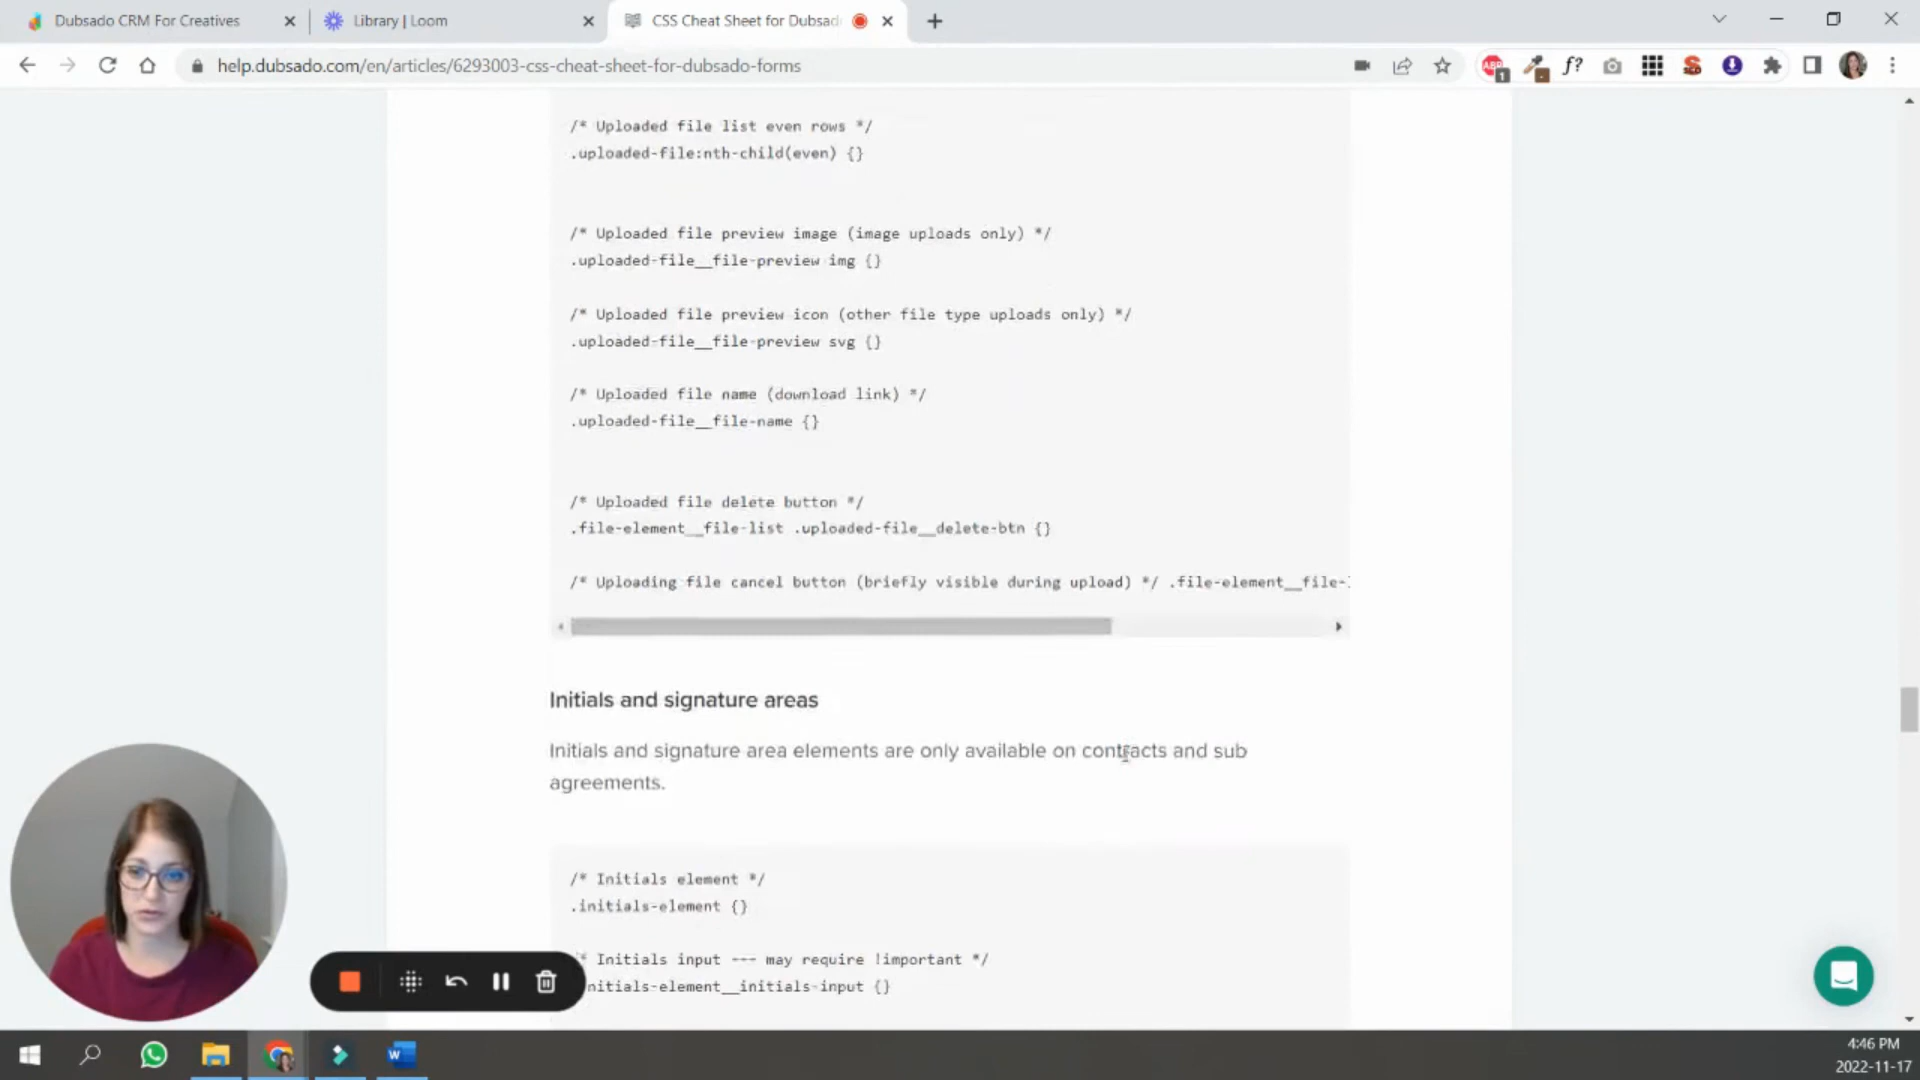 Dubsado CRM For Creatives
Library | Loom
CSS Cheat Sheet for Dubsad
help.dubsado.com/en/articles/6293003-css-cheat-sheet-for-dubsado-forms
ABP
1
f?
/* Uploaded file list even rows */
.uploaded-file:nth-child(even) {}
/* Uploaded file preview image (image uploads only) */
.uploaded-file__file-preview img {}
/* Uploaded file preview icon (other file type uploads only) */
.uploaded-file__file-preview svg {}
/* Uploaded file name (download link) */
.uploaded-file__file-name {}
/* Uploaded file delete button */
.file-element__file-list .uploaded-file__delete-btn {}
/* Uploading file cancel button (briefly visible during upload) */ .file-element__file-
Initials and signature areas
Initials and signature area elements are only available on contracts and sub
agreements.
/* Initials element */
.initials-element {}
* Initials input --- may require !important */
nitials-element__initials-input {}
4:46 PM
2022-11-17